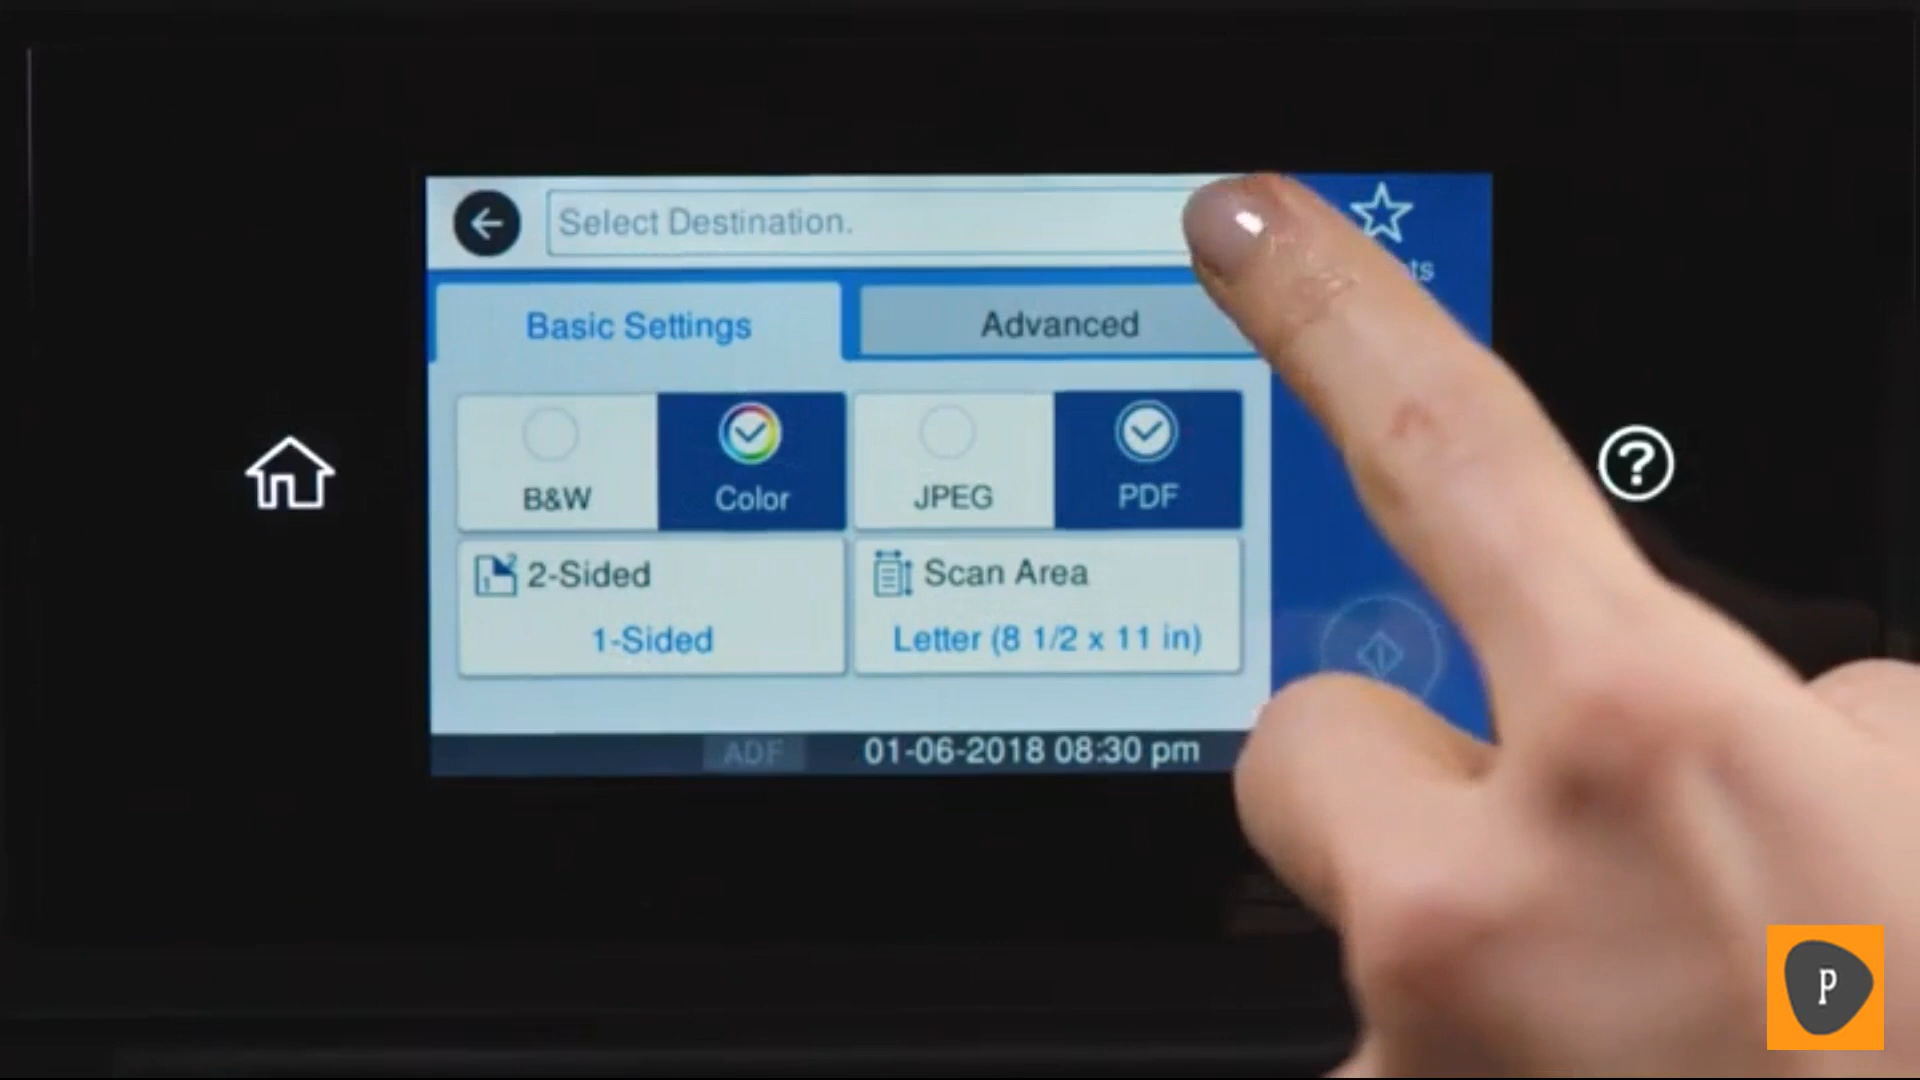 Select Destination.
Basic Settings
Advanced
B&W
Color
JPEG
PDF
2-Sided
1-Sided
Scan Area
Letter (8 1/2 x 11 in)
ADF
01-06-2018 08:30 pm
P